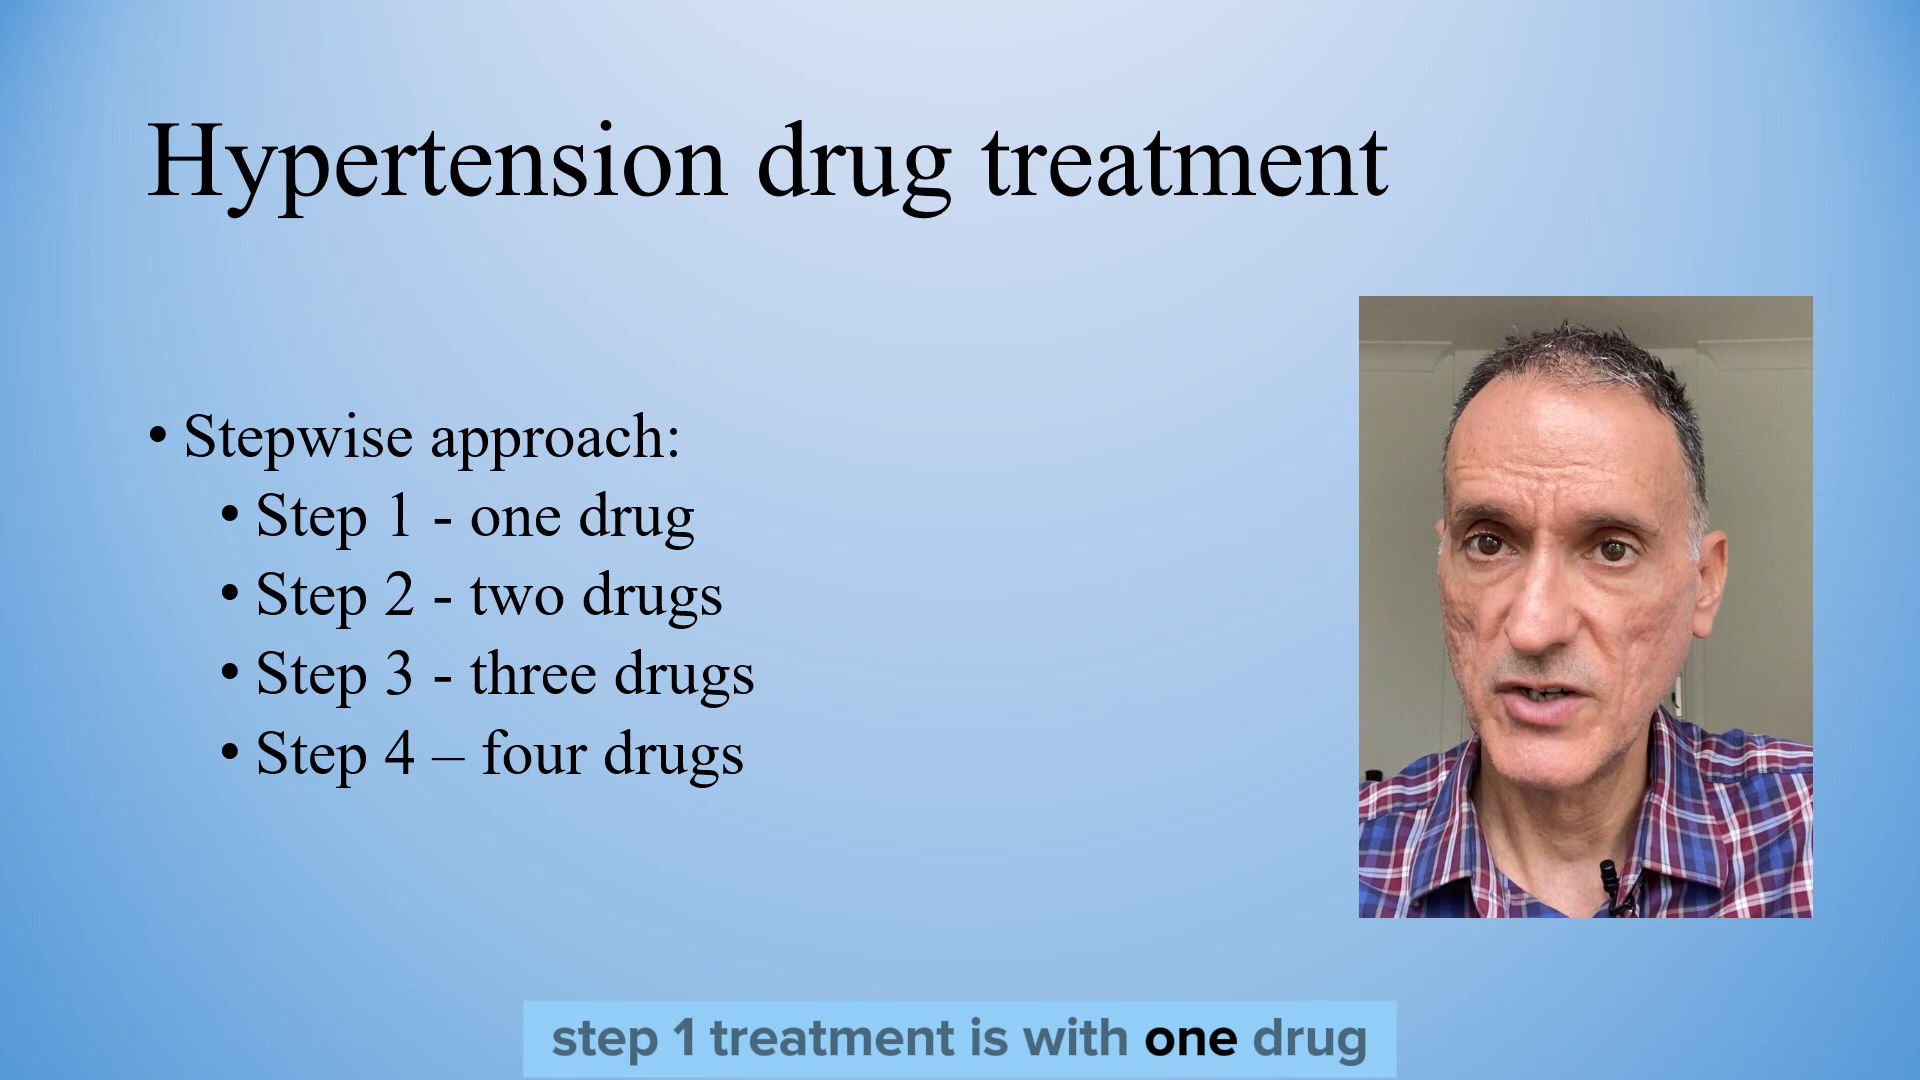 Hypertension drug treatment
• Stepwise approach:
• Step 1 - one drug
• Step 2 - two drugs
• Step 3 - three drugs
• Step 4 – four drugs
step 1 treatment is with one drug